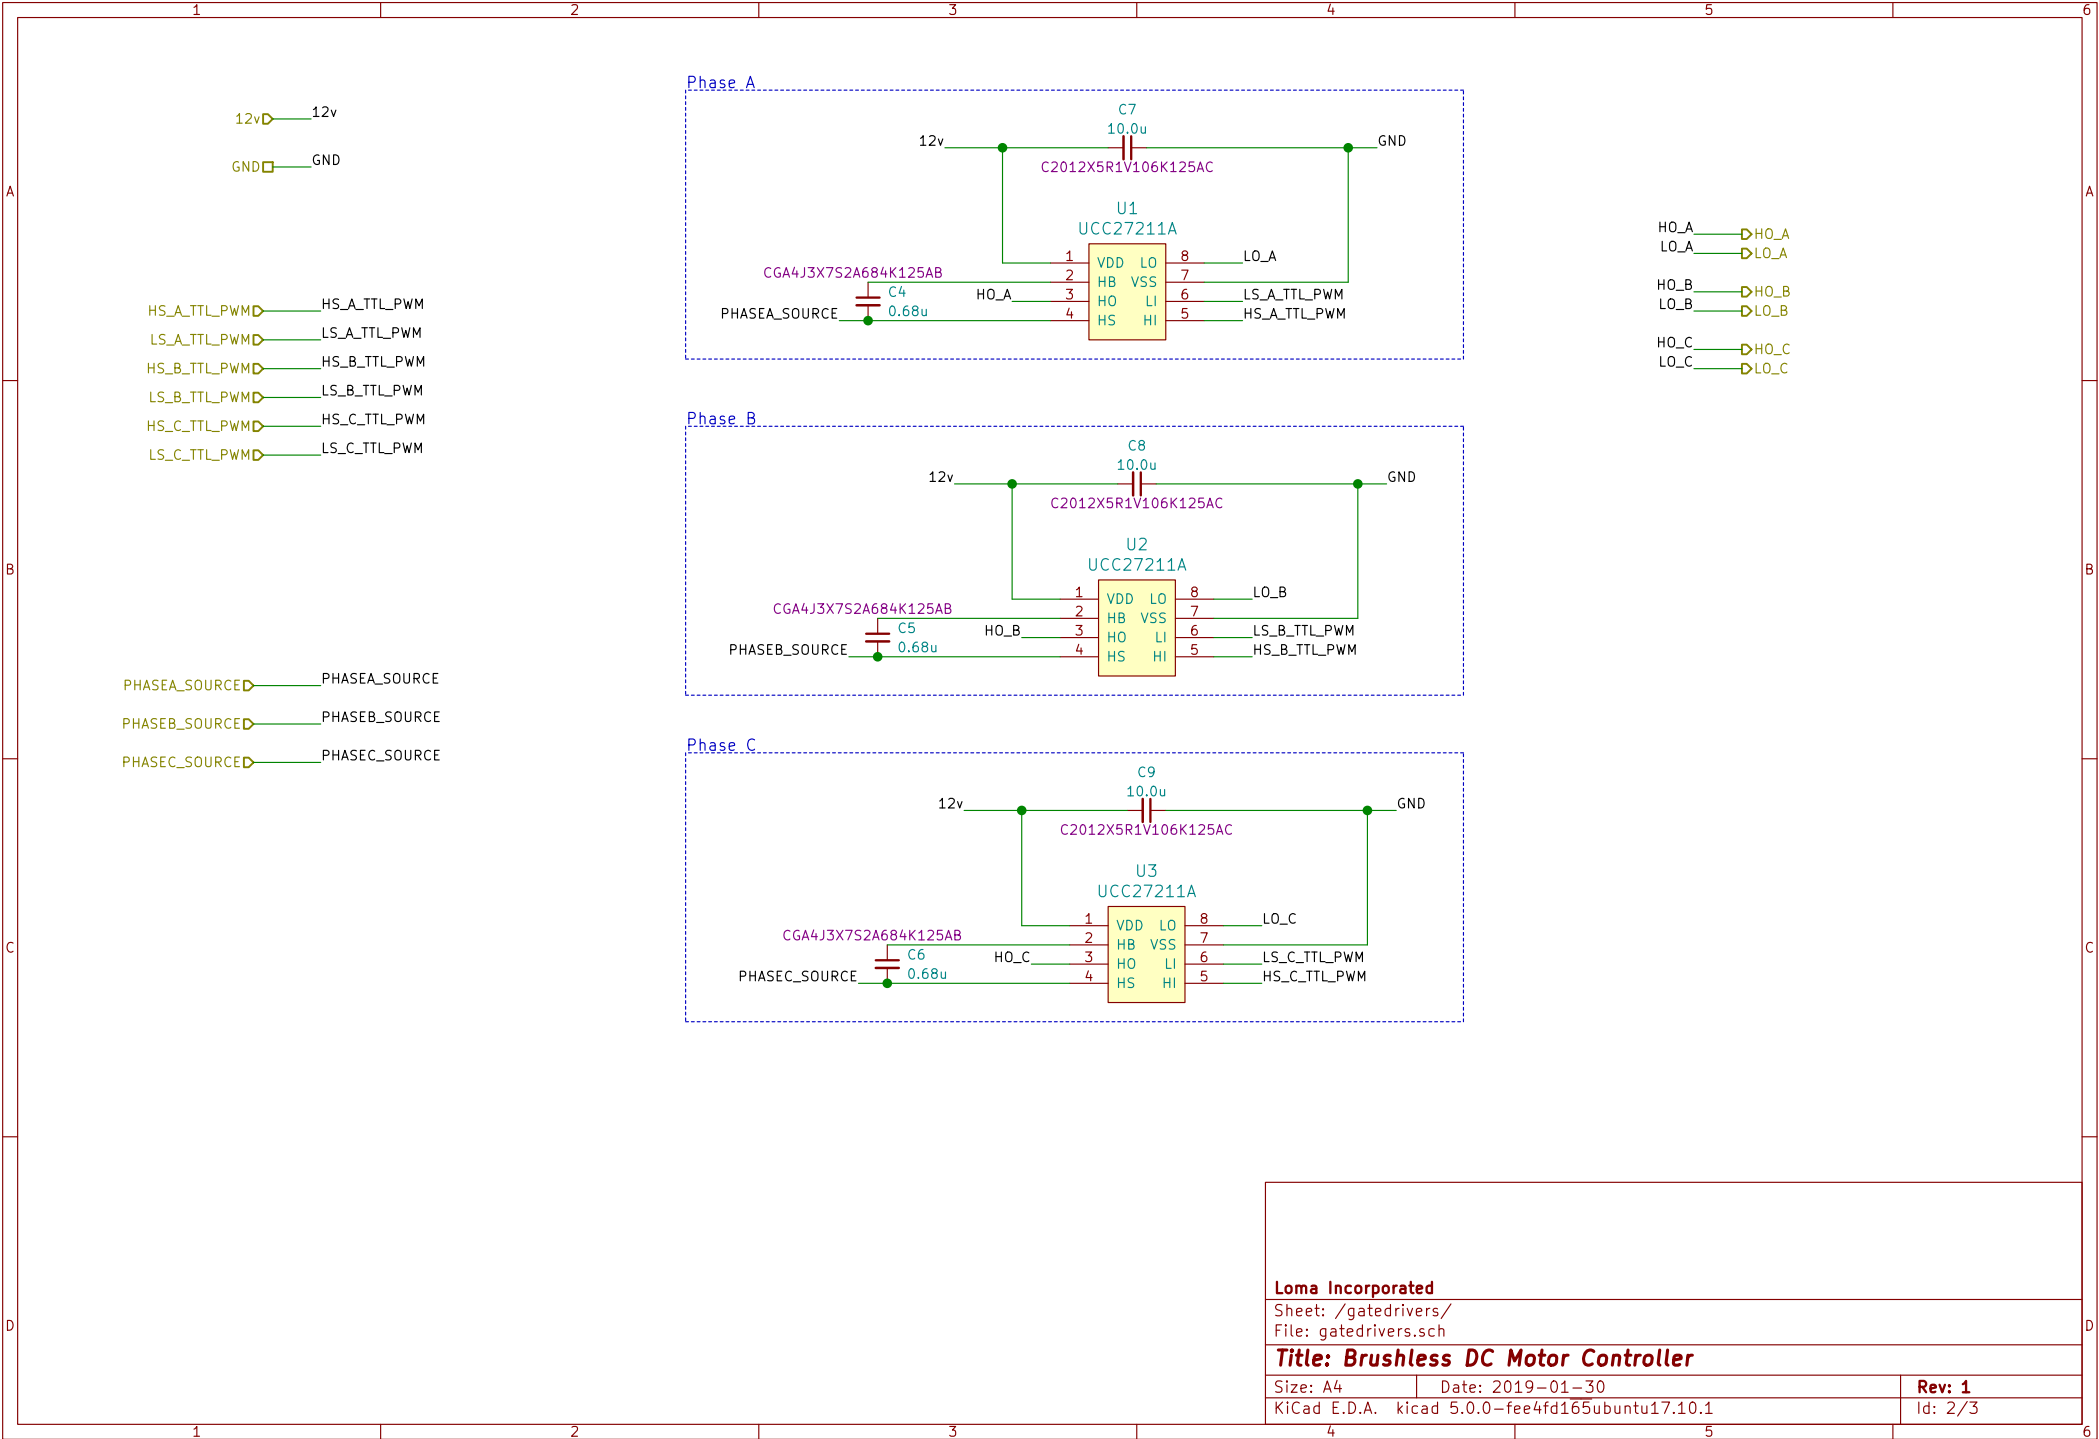 1 2 3 4 5 6
A A
B B
C C
D D
12v 12v
GND GND
HS_A_TTL_PWM HS_A_TTL_PWM
LS_A_TTL_PWM LS_A_TTL_PWM
HS_B_TTL_PWM HS_B_TTL_PWM
LS_B_TTL_PWM LS_B_TTL_PWM
HS_C_TTL_PWM HS_C_TTL_PWM
LS_C_TTL_PWM LS_C_TTL_PWM
PHASEA_SOURCE PHASEA_SOURCE
PHASEB_SOURCE PHASEB_SOURCE
PHASEC_SOURCE PHASEC_SOURCE
Phase A
C7
10.0u
12v GND
C2012X5R1V106K125AC
U1
UCC27211A
1 VDD LO 8 LO_A
CGA4J3X7S2A684K125AB
2 HB VSS 7
C4
HO_A 3 HO LI 6 LS_A_TTL_PWM
0.68u
PHASEA_SOURCE 4 HS HI 5 HS_A_TTL_PWM
Phase B
C8
10.0u
12v GND
C2012X5R1V106K125AC
U2
UCC27211A
1 VDD LO 8 LO_B
CGA4J3X7S2A684K125AB
2 HB VSS 7
C5
HO_B 3 HO LI 6 LS_B_TTL_PWM
0.68u
PHASEB_SOURCE 4 HS HI 5 HS_B_TTL_PWM
Phase C
C9
10.0u
12v GND
C2012X5R1V106K125AC
U3
UCC27211A
1 VDD LO 8 LO_C
CGA4J3X7S2A684K125AB
2 HB VSS 7
C6
HO_C 3 HO LI 6 LS_C_TTL_PWM
0.68u
PHASEC_SOURCE 4 HS HI 5 HS_C_TTL_PWM
HO_A HO_A
LO_A LO_A
HO_B HO_B
LO_B LO_B
HO_C HO_C
LO_C LO_C
Loma Incorporated
Sheet: /gatedrivers/
File: gatedrivers.sch
Title: Brushless DC Motor Controller
Size: A4 Date: 2019-01-30 Rev: 1
KiCad E.D.A. kicad 5.0.0-fee4fd165ubuntu17.10.1 Id: 2/3
1 2 3 4 5 6